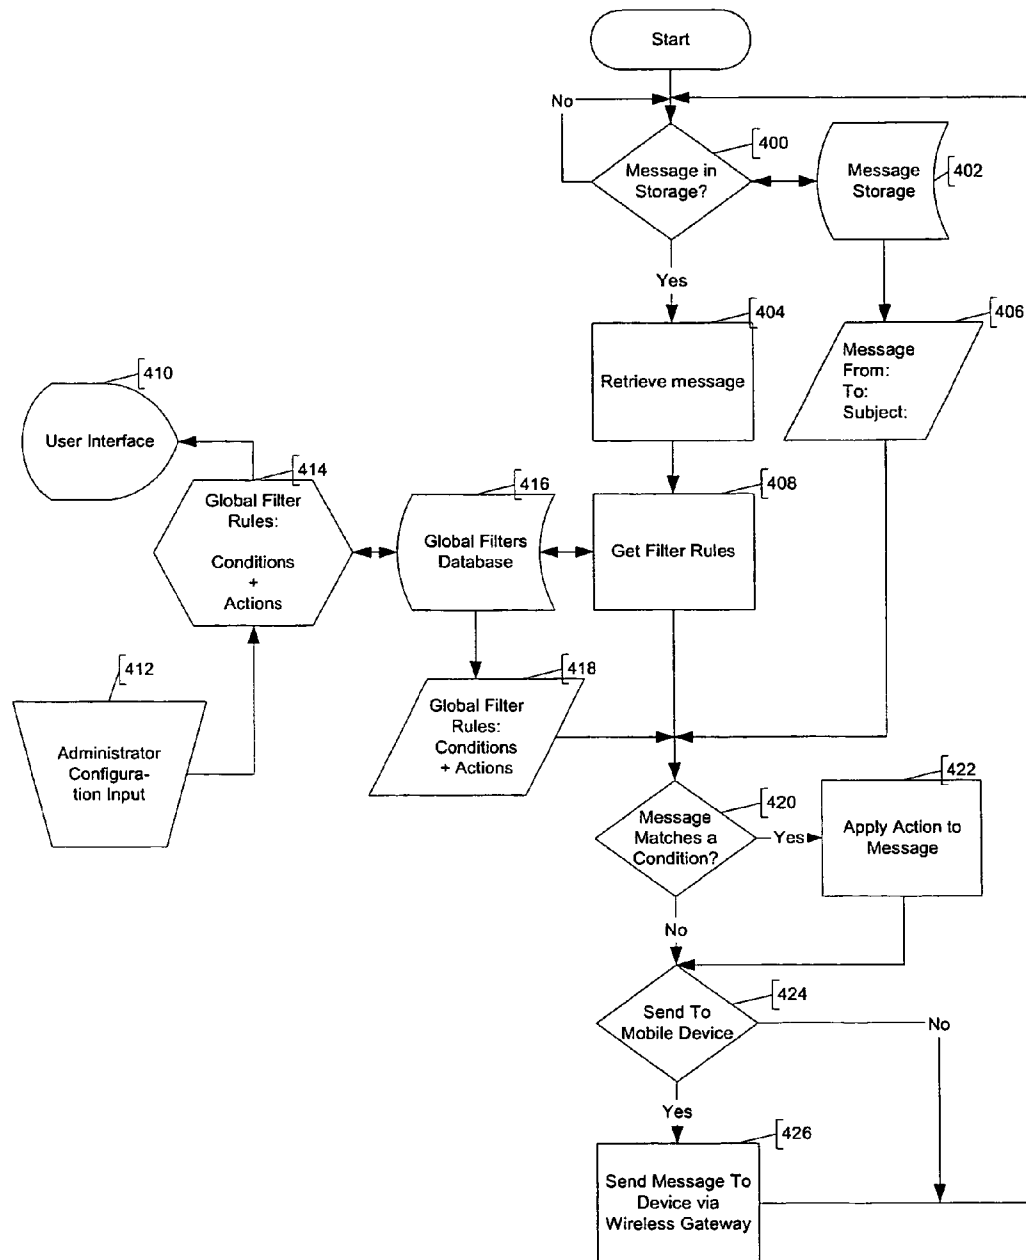 Start
No
400
Message in
Storage?
Message
Storage
402
Yes
404
Retrieve message
406
Message
From:
To:
Subject:
410
User Interface
414
Global Filter
Rules:
Conditions
+
Actions
416
Global Filters
Database
408
Get Filter Rules
412
Administrator
Configura-
tion Input
418
Global Filter
Rules:
Conditions
+ Actions
420
Message
Matches a
Condition?
Yes
422
Apply Action to
Message
No
424
Send To
Mobile Device
No
Yes
426
Send Message To
Device via
Wireless Gateway